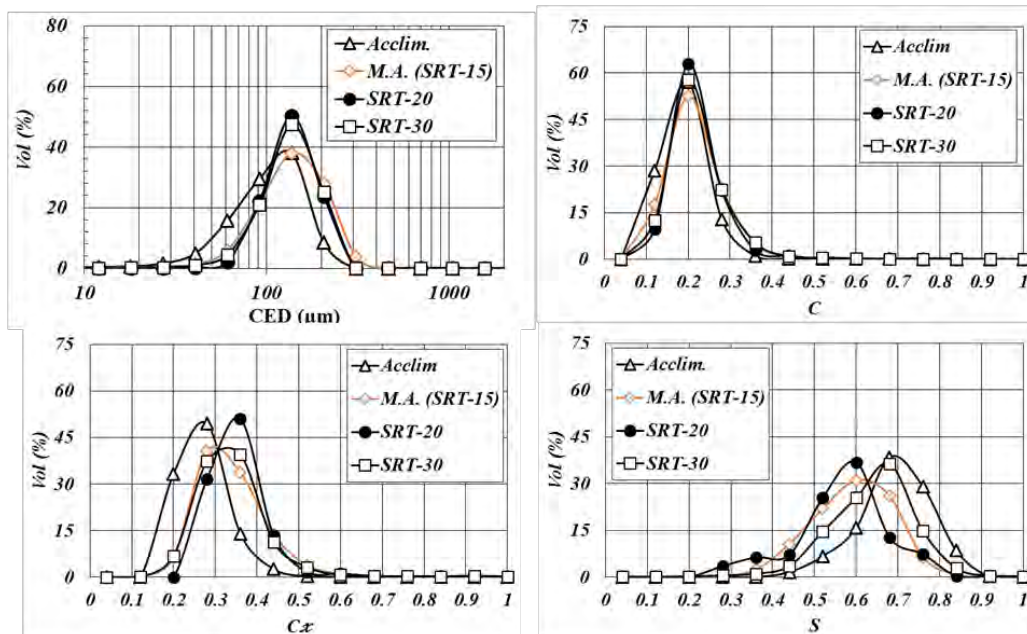 80
60
40
20
0
Vol (%)
10
100
1000
CED (µm)
Acclim.
M.A. (SRT-15)
SRT-20
SRT-30
75
60
45
30
15
0
Vol (%)
0 0.1 0.2 0.3 0.4 0.5 0.6 0.7 0.8 0.9 1
C
Acclim
M.A. (SRT-15)
SRT-20
SRT-30
75
60
45
30
15
0
Vol (%)
0 0.1 0.2 0.3 0.4 0.5 0.6 0.7 0.8 0.9 1
Cx
Acclim.
M.A. (SRT-15)
SRT-20
SRT-30
75
60
45
30
15
0
Vol (%)
0 0.1 0.2 0.3 0.4 0.5 0.6 0.7 0.8 0.9 1
S
Acclim.
M.A. (SRT-15)
SRT-20
SRT-30